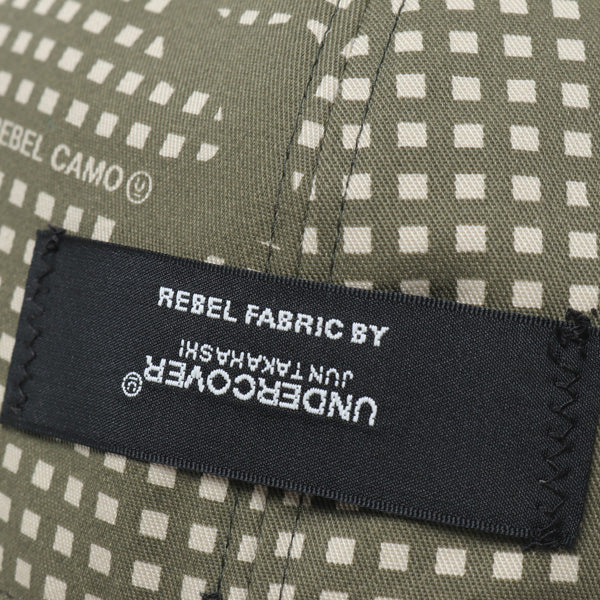 REBEL CAMO
REBEL FABRIC BY
UNDERCOVER
JUN TAKAHASHI